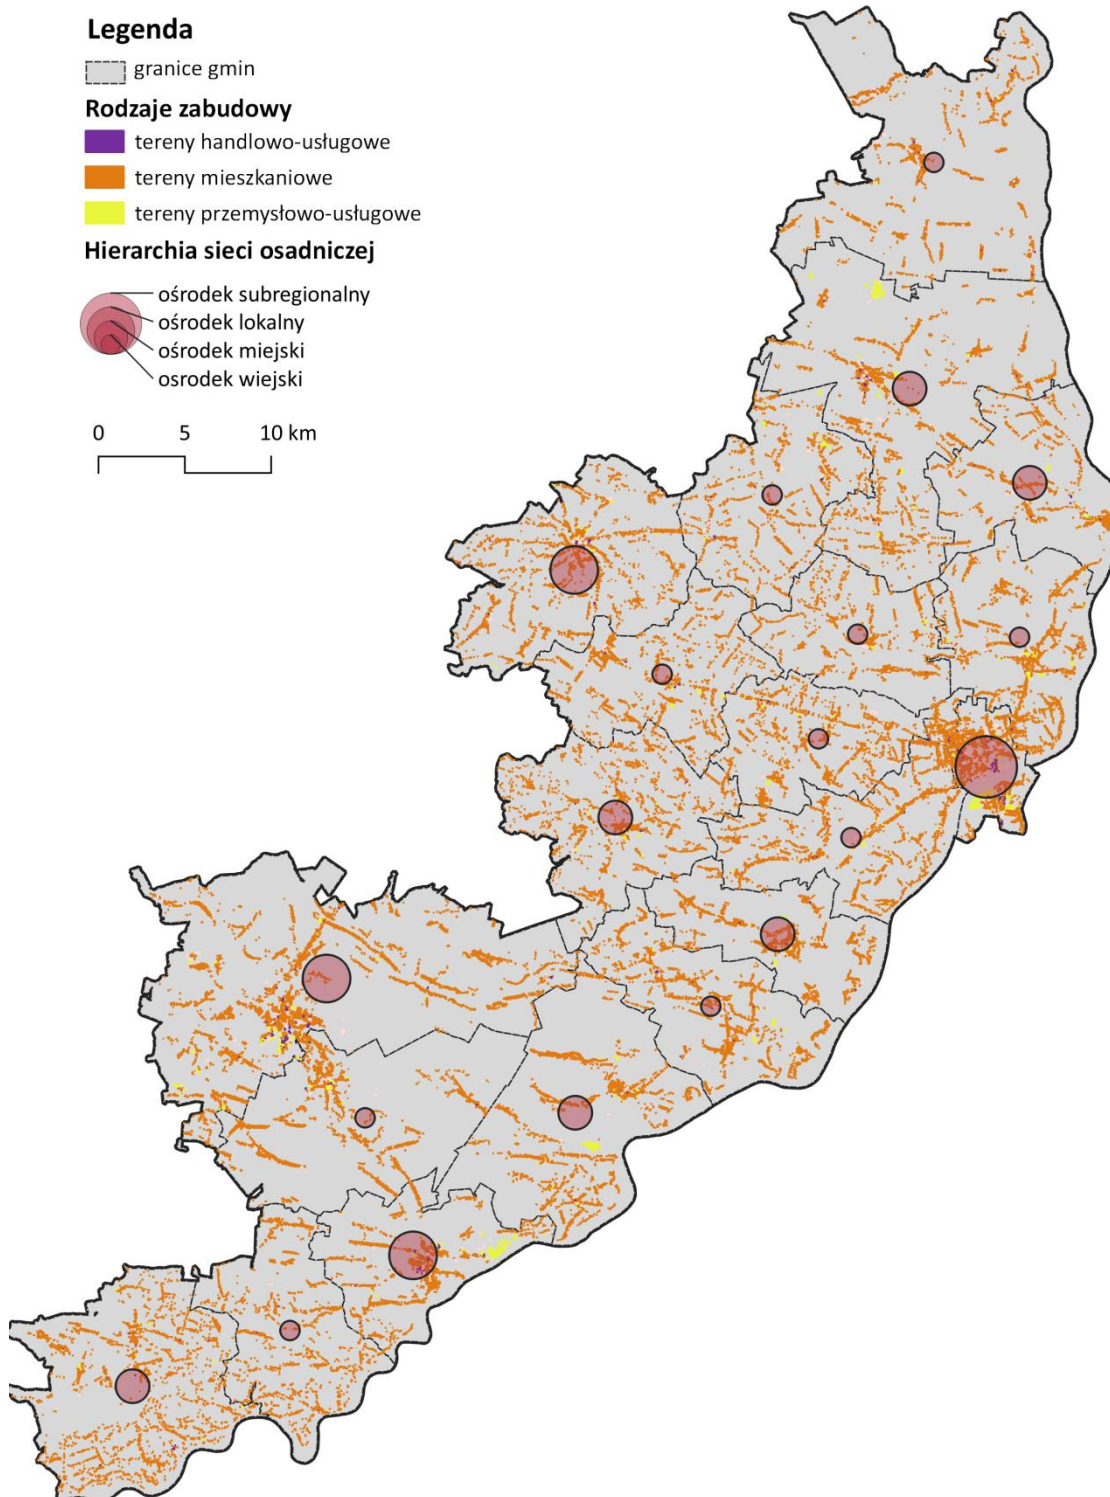 Legenda
granice gmin
Rodzaje zabudowy
tereny handlowo-usługowe
tereny mieszkaniowe
tereny przemysłowo-usługowe
Hierarchia sieci osadniczej
ośrodek subregionalny
ośrodek lokalny
ośrodek miejski
osrodek wiejski
0 5 10 km